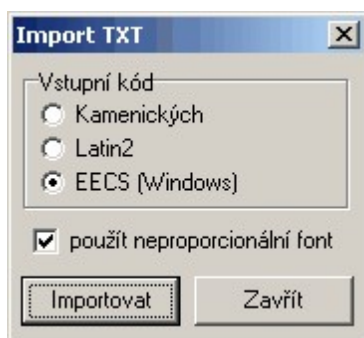 Import TXT
Vstupní kód
Kamenických
Latin2
EECS (Windows)
použít neproporcionální font
Importovat
Zavřít